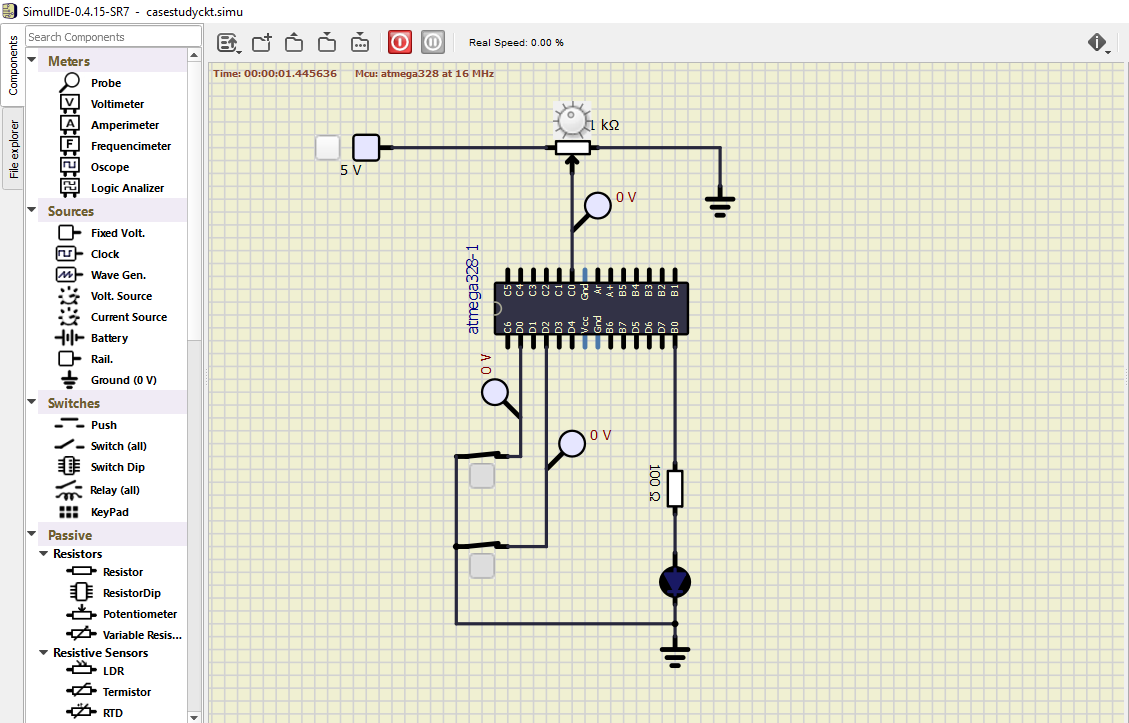 SimulIDE-0.4.15-SR7 - casestudyckt.simu
Components
File explorer
Search Components
Meters
Probe
Voltimeter
Amperimeter
Frequencimeter
Oscope
Logic Analizer
Sources
Fixed Volt.
Clock
Wave Gen.
Volt. Source
Current Source
Battery
Rail.
Ground (0 V)
Switches
Push
Switch (all)
Switch Dip
Relay (all)
KeyPad
Passive
Resistors
Resistor
ResistorDip
Potentiometer
Variable Resis...
Resistive Sensors
LDR
Termistor
RTD
Real Speed: 0.00 %
Time: 00:00:01.445636 Mcu: atmega328 at 16 MHz
1 kΩ
5 V
0 V
atmega328-1
C5 C4 C3 C2 C1 C0 Gnd Ar A+ B5 B4 B3 B2 B1
C6 D0 D1 D2 D3 D4 Vcc Gnd B6 B7 D5 D6 D7 B0
0 V
0 V
100 Ω